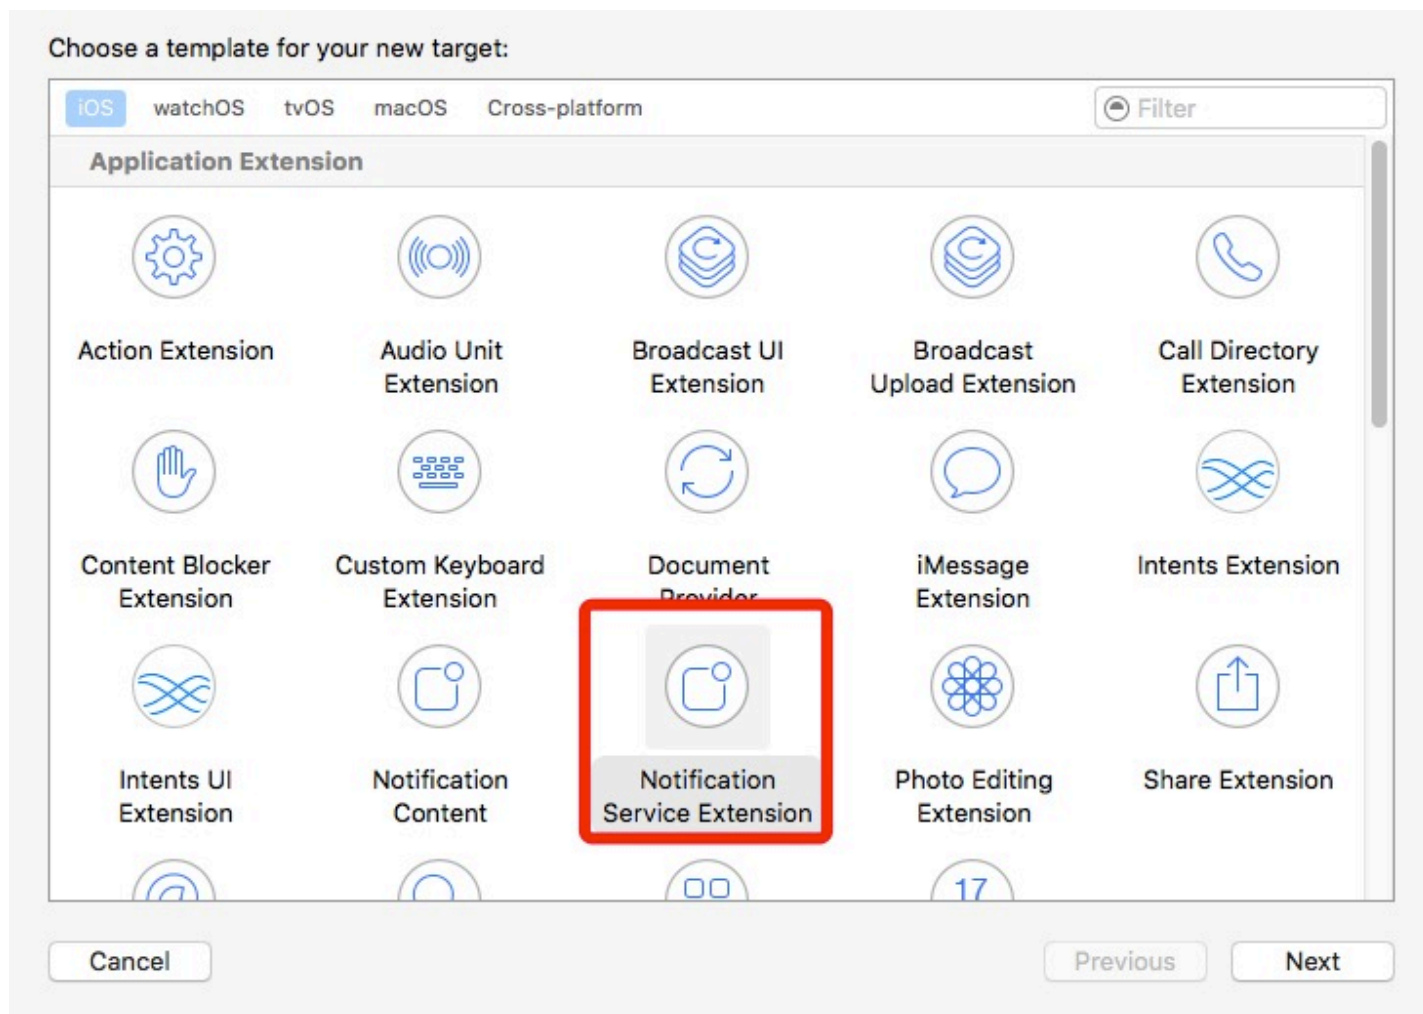 Choose a template for your new target:
iOS watchOS tvOS macOS Cross-platform Filter
Application Extension
Action Extension
Audio Unit
Extension
Broadcast UI
Extension
Broadcast
Upload Extension
Call Directory
Extension
Content Blocker
Extension
Custom Keyboard
Extension
Document
Provider
iMessage
Extension
Intents Extension
Intents UI
Extension
Notification
Content
Notification
Service Extension
Photo Editing
Extension
Share Extension
17
Cancel Previous Next